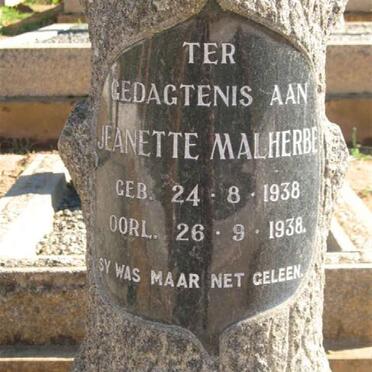 TER
GEDAGTENIS AAN
JEANETTE MALHERBE
GEB. 24·8·1938
OORL. 26·9·1938.
SY WAS MAAR NET GELEEN.